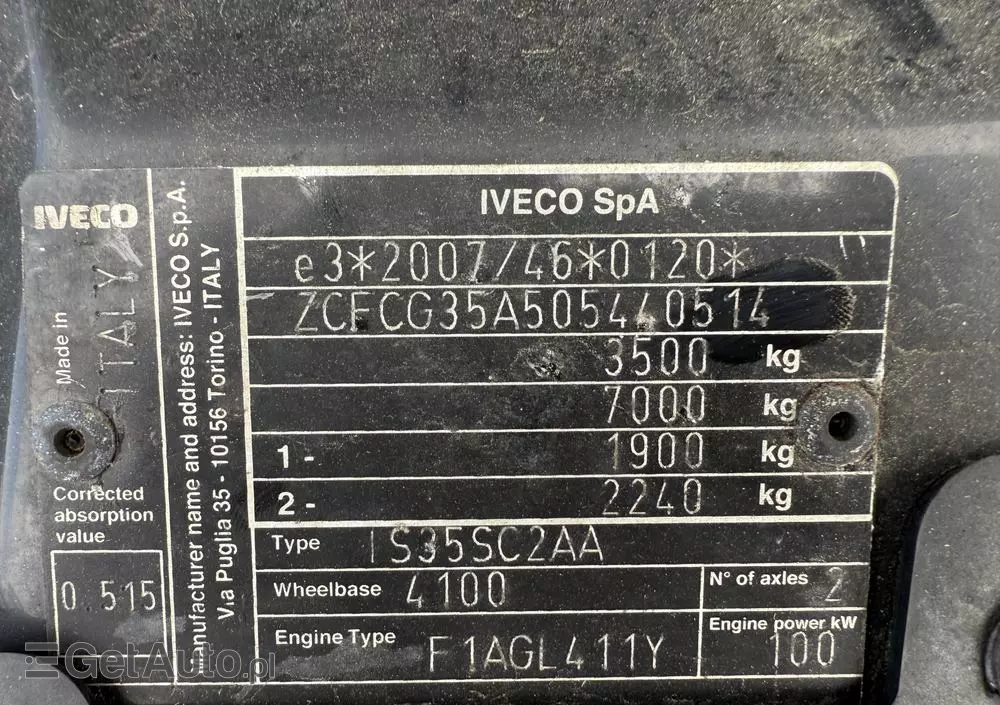 IVECO
Made in ITALY
Corrected
absorption
value
0.515
manufacturer name and address: IVECO S.p.A.
Via Puglia 35 - 10156 Torino - ITALY
IVECO SpA
e3*2007/46*0120*
ZCFCG35A505440514
3500 kg
7000 kg
1- 1900 kg
2- 2240 kg
Type IS35SC2AA
Wheelbase 4100
N° of axles 2
Engine Type F1AGL411Y
Engine power kW 100
GetAuto.pl